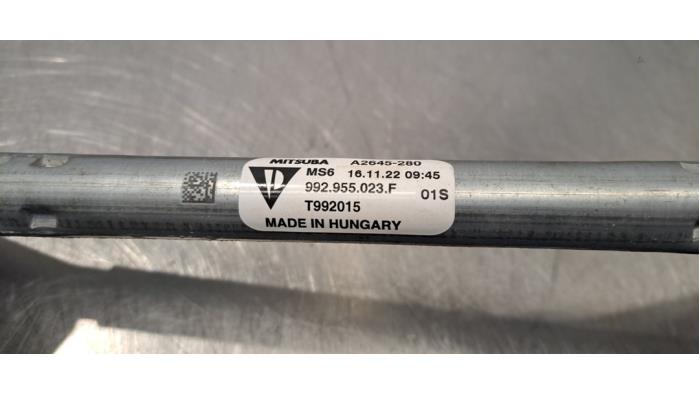 MITSUBA A2645-280
MS6 16.11.22 09:45
992.955.023.F 01S
T992015
MADE IN HUNGARY